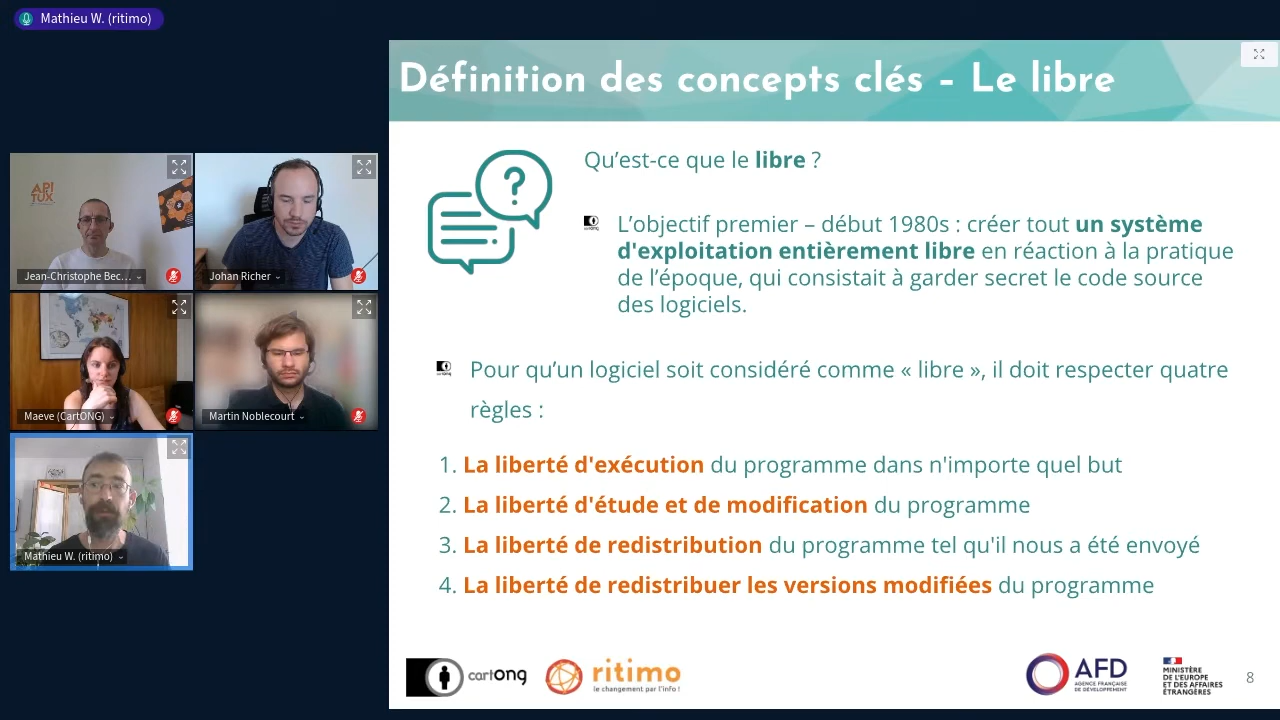 Mathieu W. (ritimo)
Définition des concepts clés – Le libre
API
TUX
Jean-Christophe Bec…
Johan Richer
Maeve (CartONG)
Martin Noblecourt
Mathieu W. (ritimo)
?
Qu’est-ce que le libre ?
L’objectif premier – début 1980s : créer tout un système
d'exploitation entièrement libre en réaction à la pratique
de l’époque, qui consistait à garder secret le code source
des logiciels.
Pour qu’un logiciel soit considéré comme « libre », il doit respecter quatre
règles :
1. La liberté d'exécution du programme dans n'importe quel but
2. La liberté d'étude et de modification du programme
3. La liberté de redistribution du programme tel qu'il nous a été envoyé
4. La liberté de redistribuer les versions modifiées du programme
cartONG
ritimo
le changement par l'info !
AFD
AGENCE FRANÇAISE
DE DÉVELOPPEMENT
MINISTÈRE
DE L'EUROPE
ET DES AFFAIRES
ÉTRANGÈRES
8